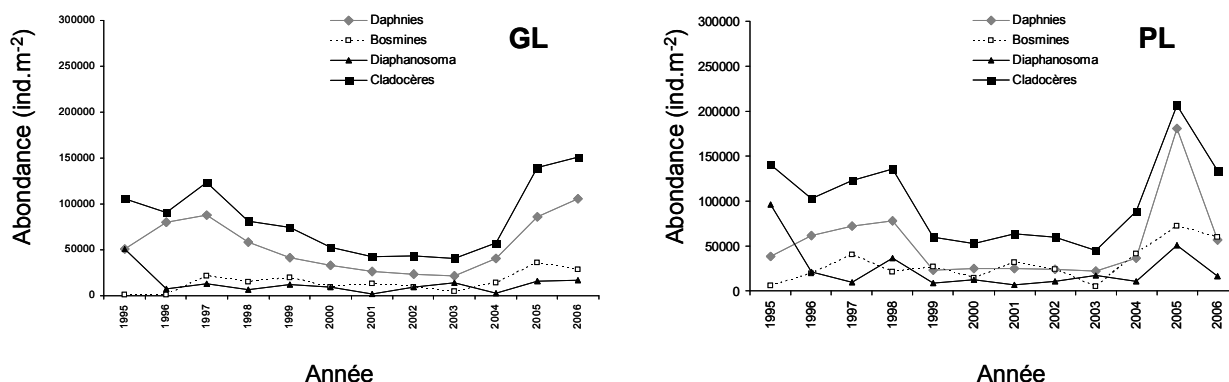 Abondance (ind.m-2)
300000
250000
200000
150000
100000
50000
0
Daphnies
Bosmines
Diaphanosoma
Cladocères
GL
1995
1996
1997
1998
1999
2000
2001
2002
2003
2004
2005
2006
Année
Abondance (ind.m-2)
300000
250000
200000
150000
100000
50000
0
Daphnies
Bosmines
Diaphanosoma
Cladocères
PL
1995
1996
1997
1998
1999
2000
2001
2002
2003
2004
2005
2006
Année